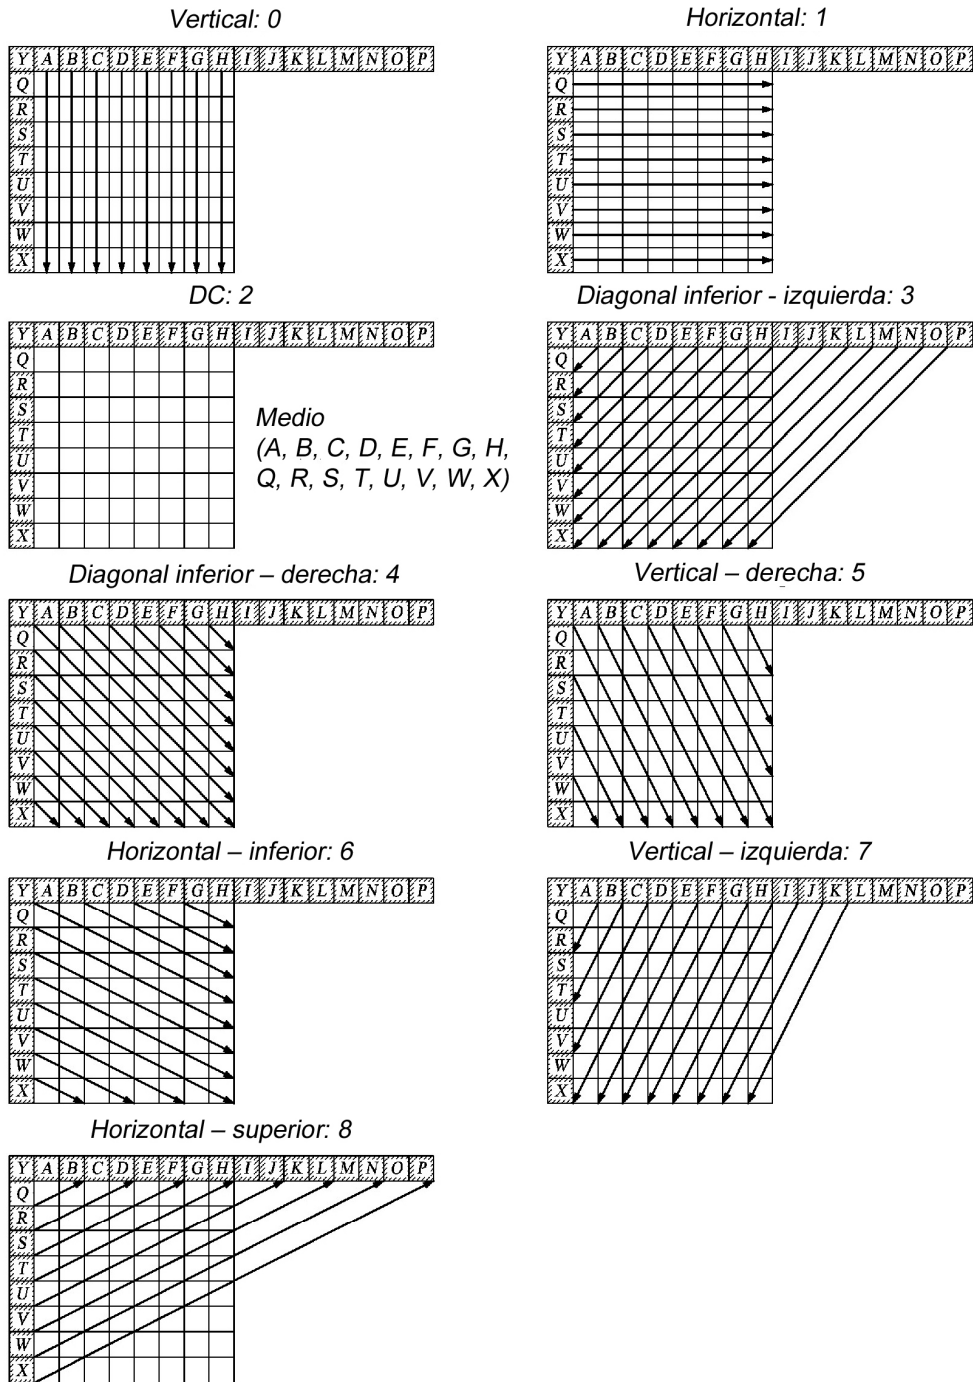 Vertical: 0
Horizontal: 1
Y A B C D E F G H I J K L M N O P
Q
R
S
T
U
V
W
X
Y A B C D E F G H I J K L M N O P
Q
R
S
T
U
V
W
X
DC: 2
Diagonal inferior - izquierda: 3
Y A B C D E F G H I J K L M N O P
Q
R
S
T
U
V
W
X
Medio
(A, B, C, D, E, F, G, H,
Q, R, S, T, U, V, W, X)
Y A B C D E F G H I J K L M N O P
Q
R
S
T
U
V
W
X
Diagonal inferior – derecha: 4
Vertical – derecha: 5
Y A B C D E F G H I J K L M N O P
Q
R
S
T
U
V
W
X
Y A B C D E F G H I J K L M N O P
Q
R
S
T
U
V
W
X
Horizontal – inferior: 6
Vertical – izquierda: 7
Y A B C D E F G H I J K L M N O P
Q
R
S
T
U
V
W
X
Y A B C D E F G H I J K L M N O P
Q
R
S
T
U
V
W
X
Horizontal – superior: 8
Y A B C D E F G H I J K L M N O P
Q
R
S
T
U
V
W
X